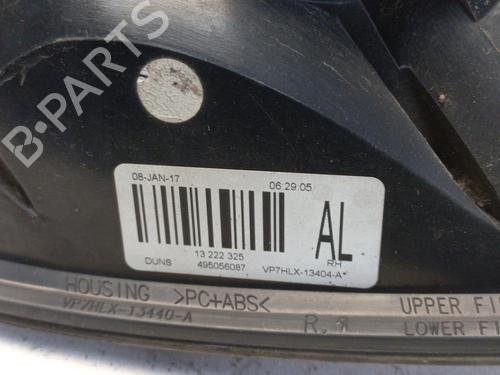 B-PARTS
08-JAN-17 06:29:05
AL
RH
13 222 325
DUNS 495056087 VP7HLX-13404-A*
HOUSING >PC+ABS< UPPER FI
VP7HLX-13440-A R.1 LOWER FI